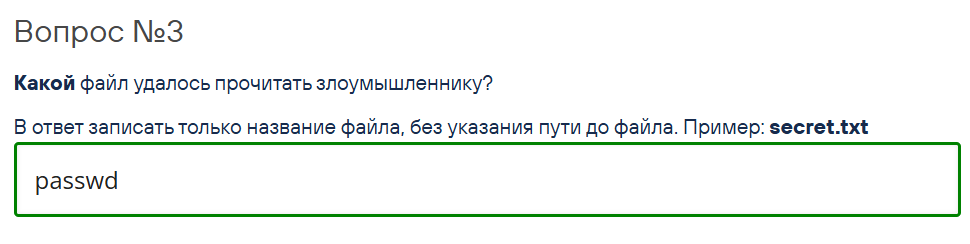 Вопрос №3
Какой файл удалось прочитать злоумышленнику?
В ответ записать только название файла, без указания пути до файла. Пример: secret.txt
passwd